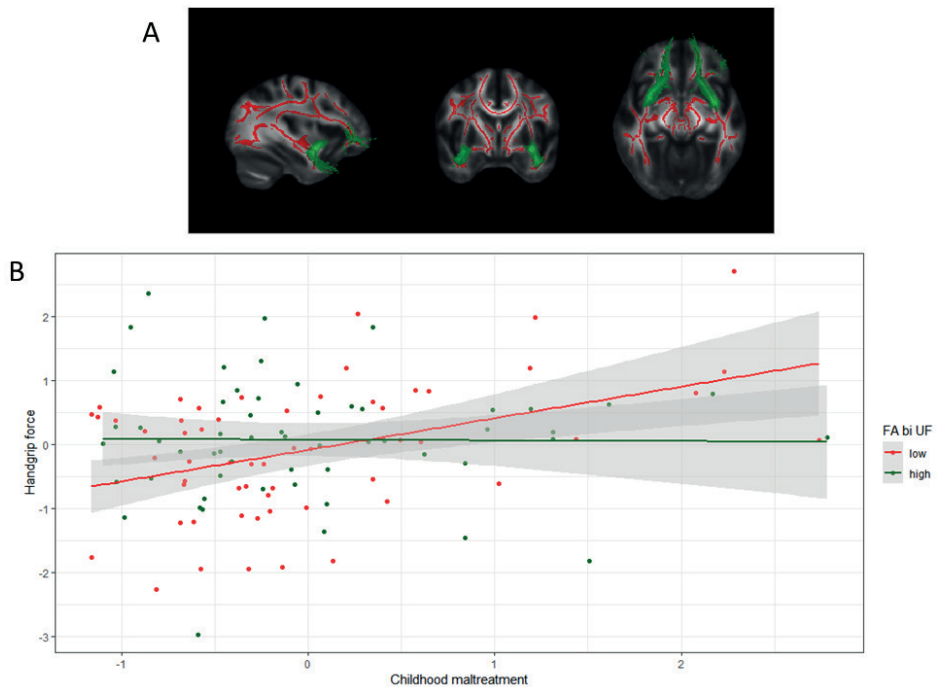 A
B
Handgrip force
2
1
0
-1
-2
-3
-1
0
1
2
Childhood maltreatment
FA bi UF
low
high